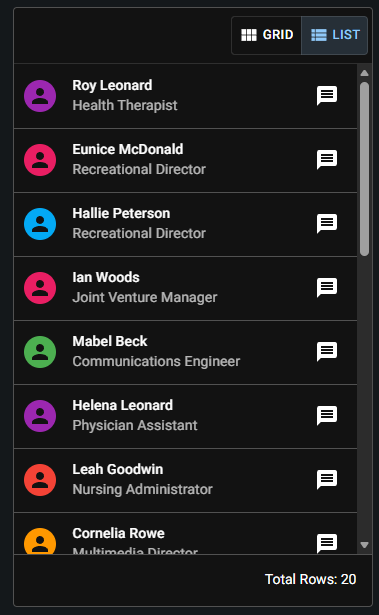 GRID LIST
Roy Leonard
Health Therapist
Eunice McDonald
Recreational Director
Hallie Peterson
Recreational Director
Ian Woods
Joint Venture Manager
Mabel Beck
Communications Engineer
Helena Leonard
Physician Assistant
Leah Goodwin
Nursing Administrator
Cornelia Rowe
Multimedia Director
Total Rows: 20